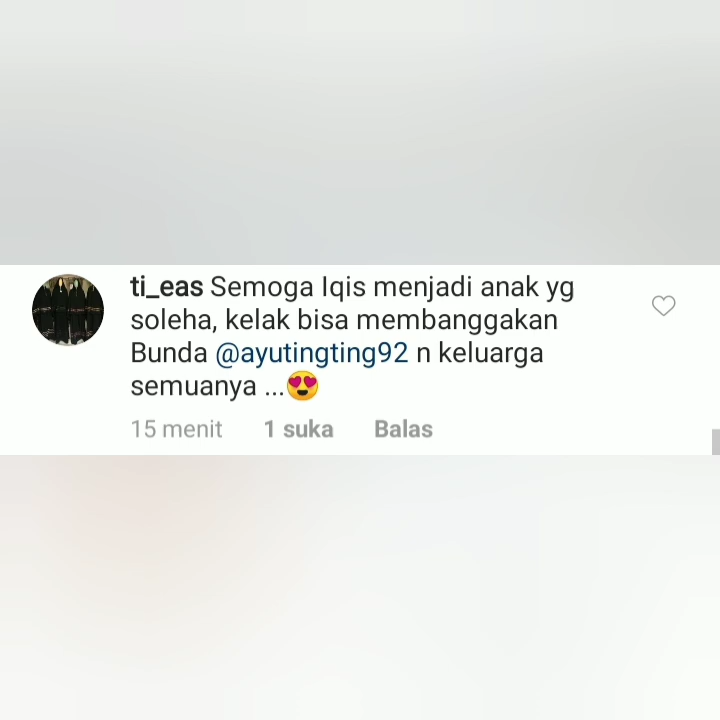 ti_eas Semoga Iqis menjadi anak yg
soleha, kelak bisa membanggakan
Bunda @ayutingting92 n keluarga
semuanya ...😍
15 menit 1 suka Balas